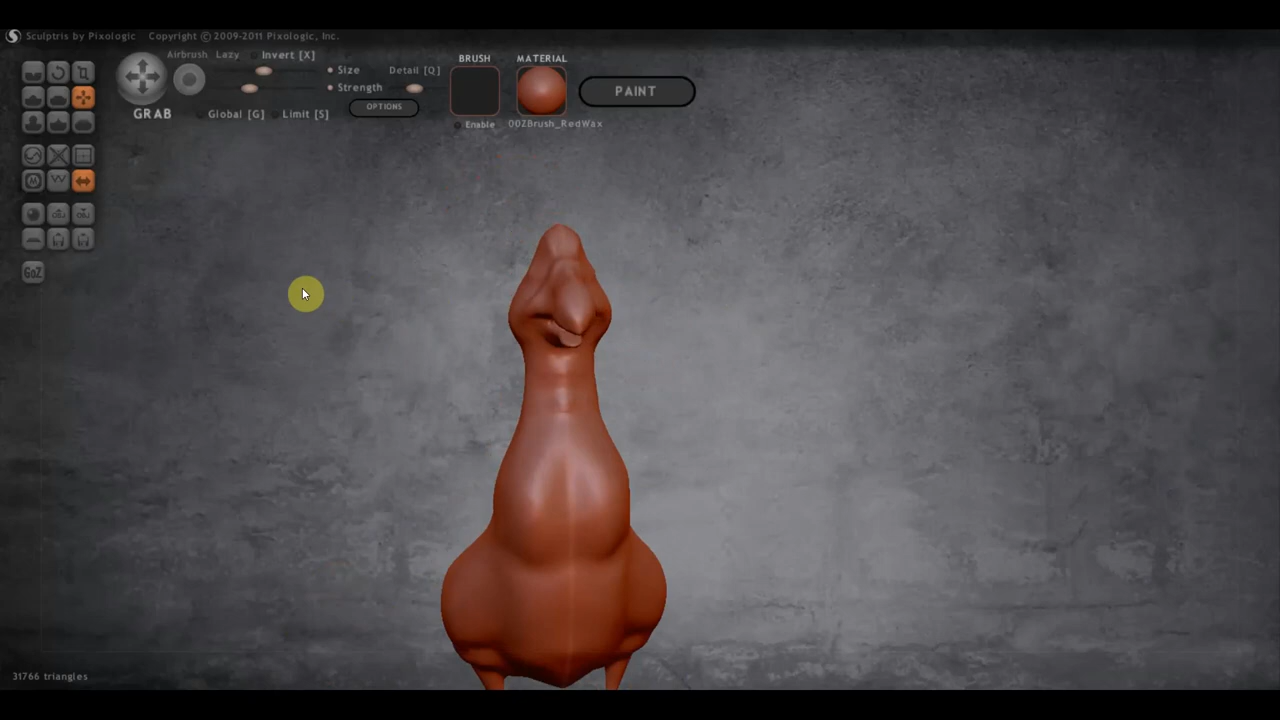 Sculptris by Pixologic Copyright © 2009-2011 Pixologic, Inc.
Airbrush Lazy Invert [X]
BRUSH MATERIAL
Size Detail [Q]
Strength
PAINT
OPTIONS
GRAB Global [G] Limit [S]
Enable 00ZBrush_RedWax
M
GoZ
31766 triangles